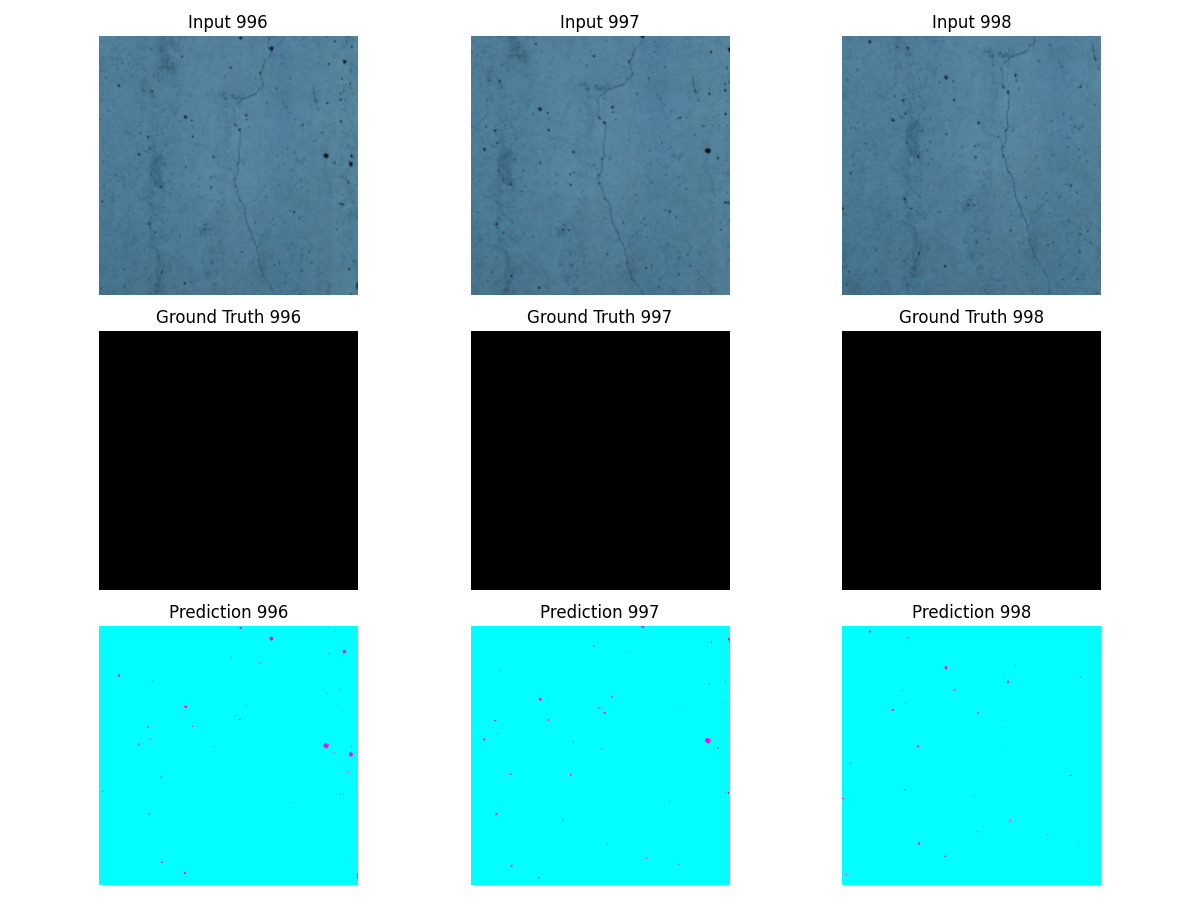 Input 996
Input 997
Input 998
Ground Truth 996
Ground Truth 997
Ground Truth 998
Prediction 996
Prediction 997
Prediction 998